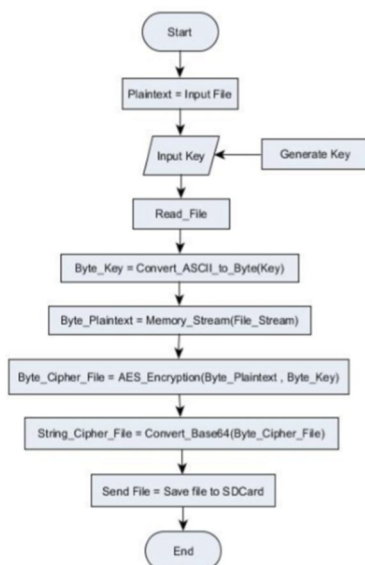 Start
Plaintext = Input File
Input Key
Generate Key
Read_File
Byte_Key = Convert_ASCII_to_Byte(Key)
Byte_Plaintext = Memory_Stream(File_Stream)
Byte_Cipher_File = AES_Encryption(Byte_Plaintext , Byte_Key)
String_Cipher_File = Convert_Base64(Byte_Cipher_File)
Send File = Save file to SDCard
End